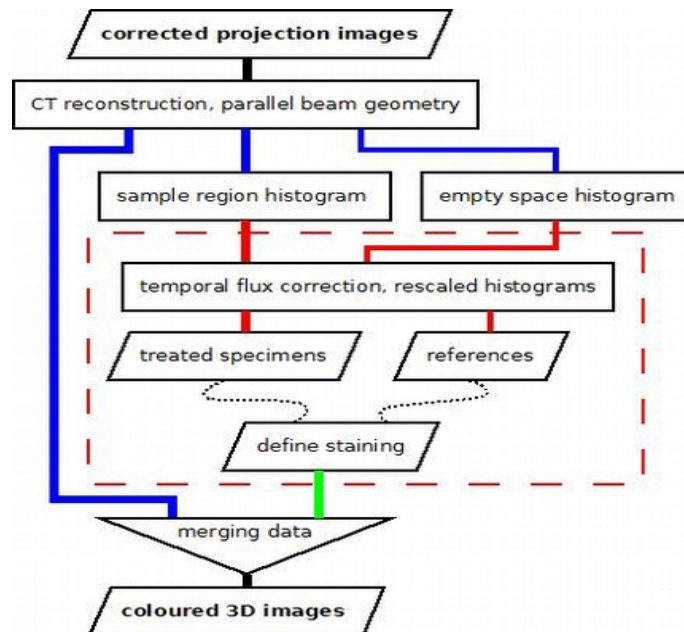 corrected projection images
CT reconstruction, parallel beam geometry
sample region histogram
empty space histogram
temporal flux correction, rescaled histograms
treated specimens
references
define staining
merging data
coloured 3D images